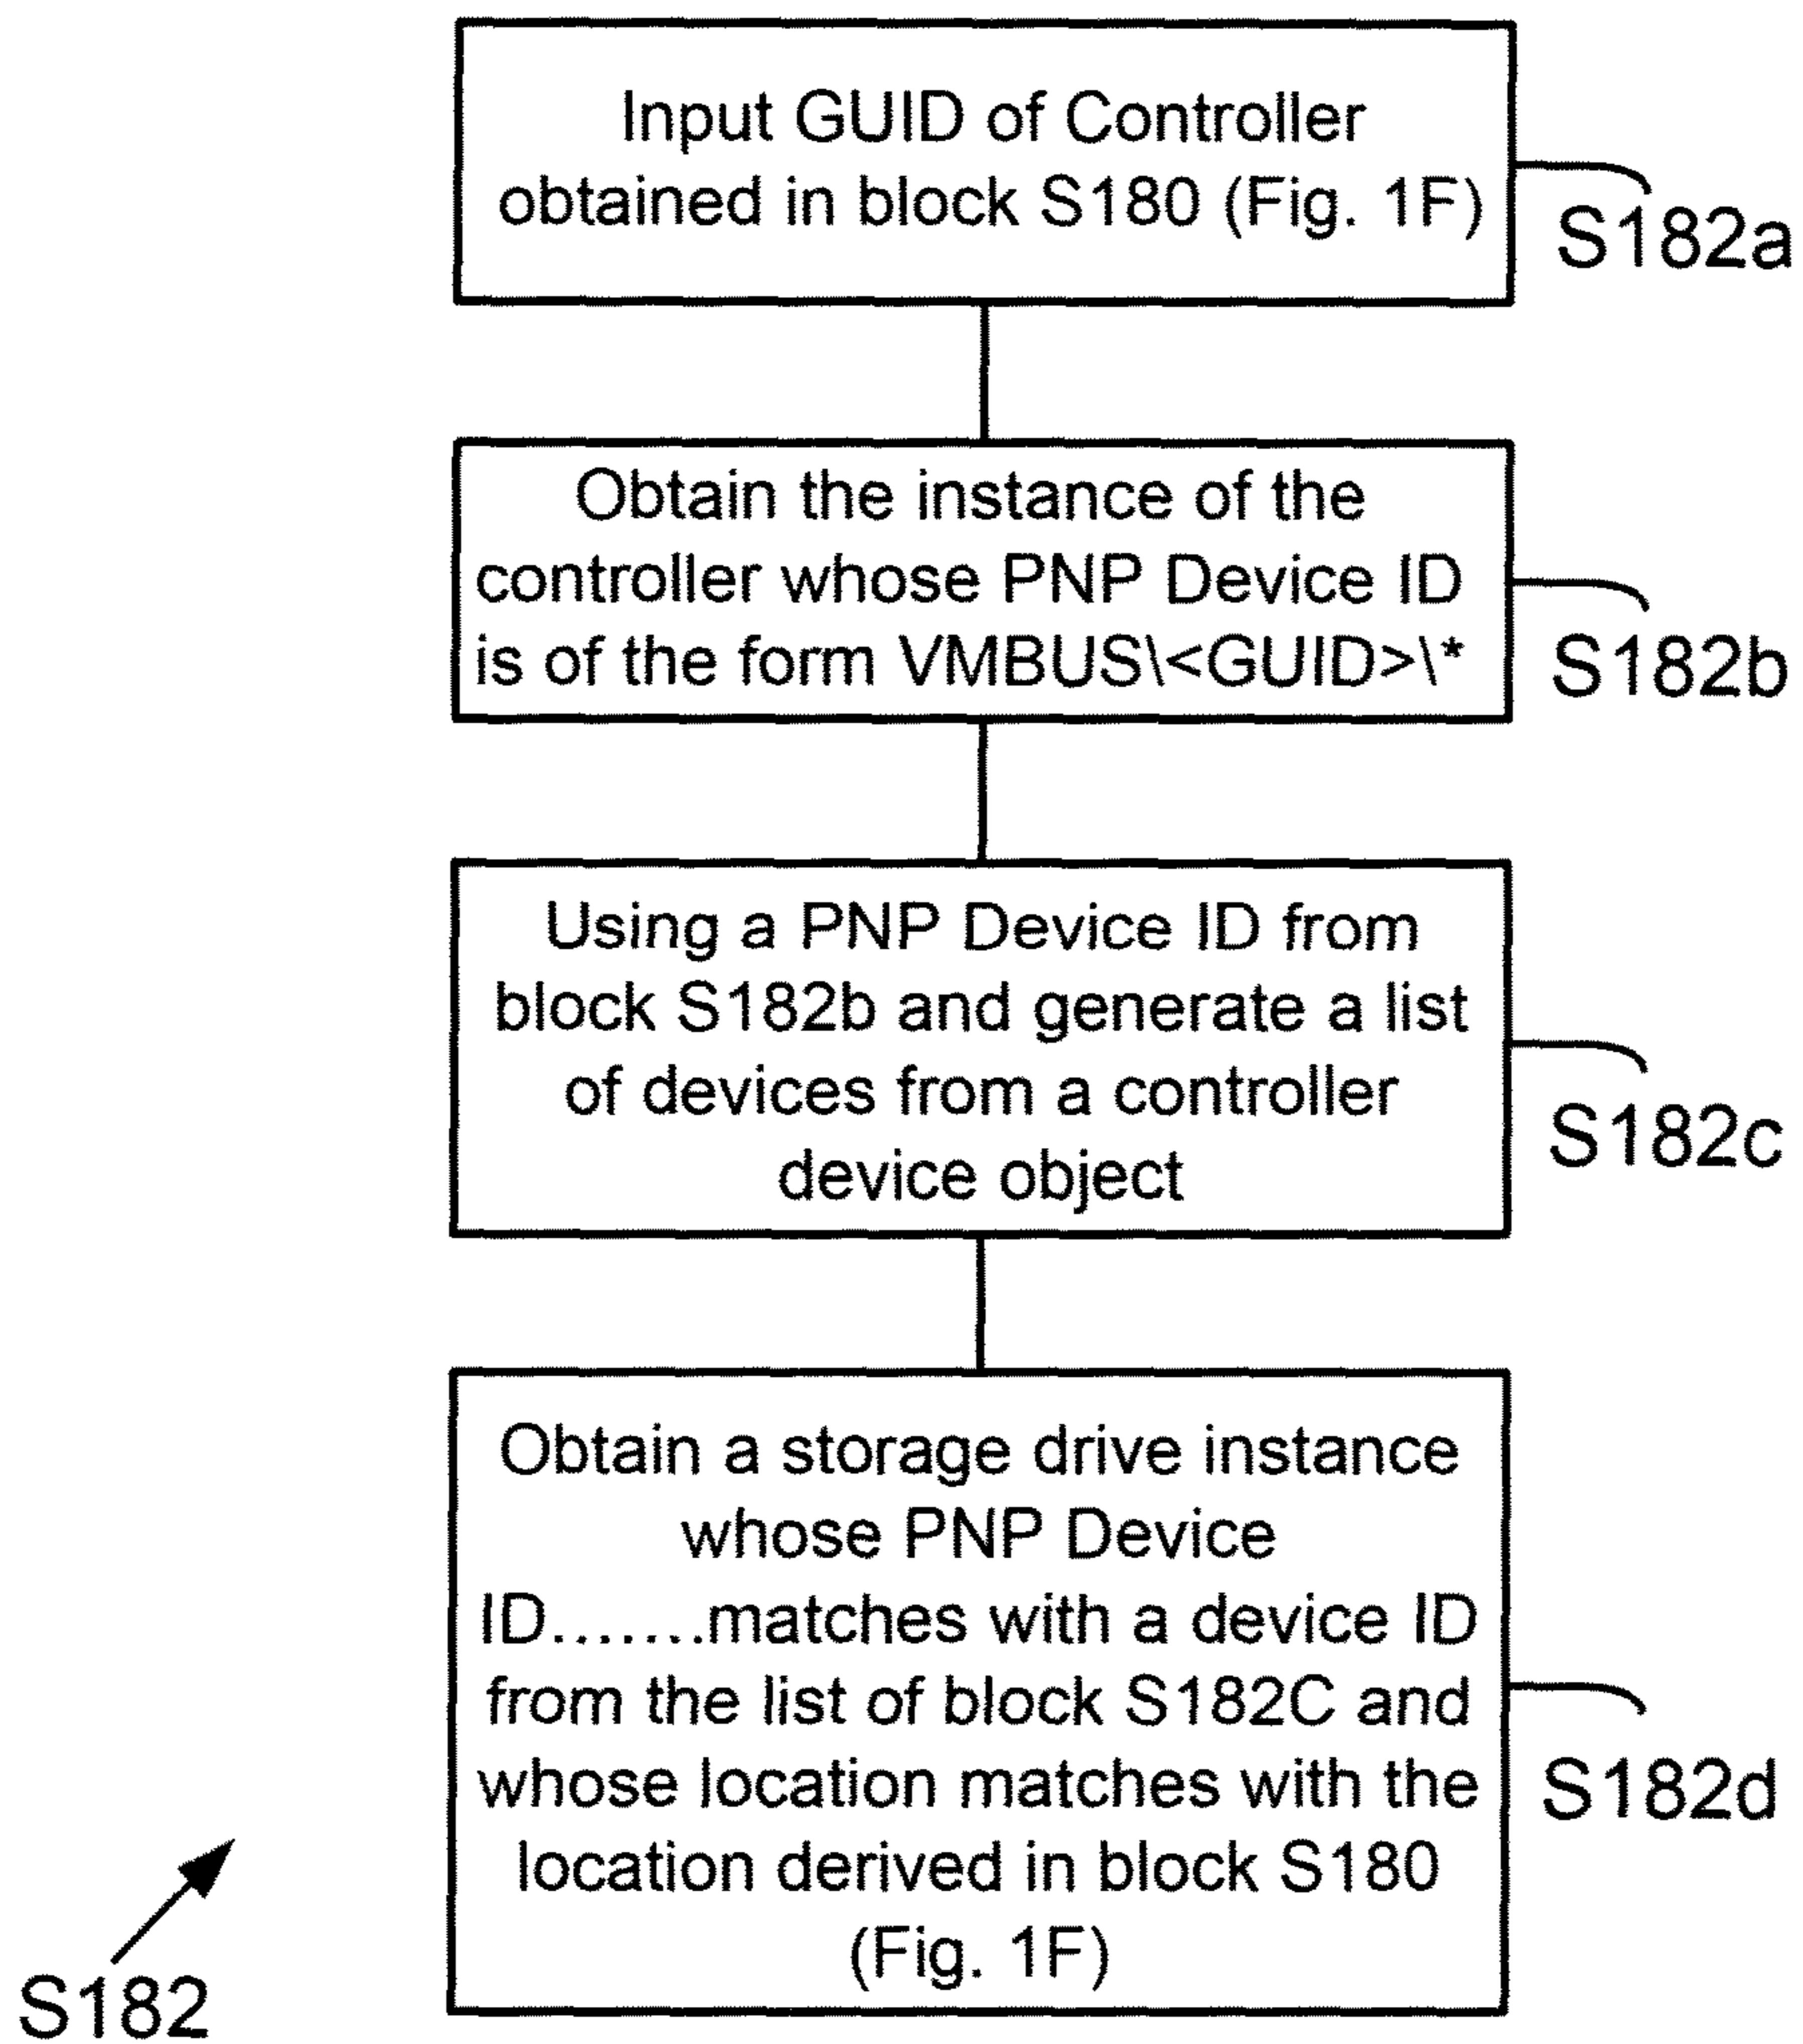 Input GUID of Controller
obtained in block S180 (Fig. 1F)
S182a
Obtain the instance of the
controller whose PNP Device ID
is of the form VMBUS\<GUID>\*
S182b
Using a PNP Device ID from
block S182b and generate a list
of devices from a controller
device object
S182c
Obtain a storage drive instance
whose PNP Device
ID.......matches with a device ID
from the list of block S182C and
whose location matches with the
location derived in block S180
(Fig. 1F)
S182d
S182